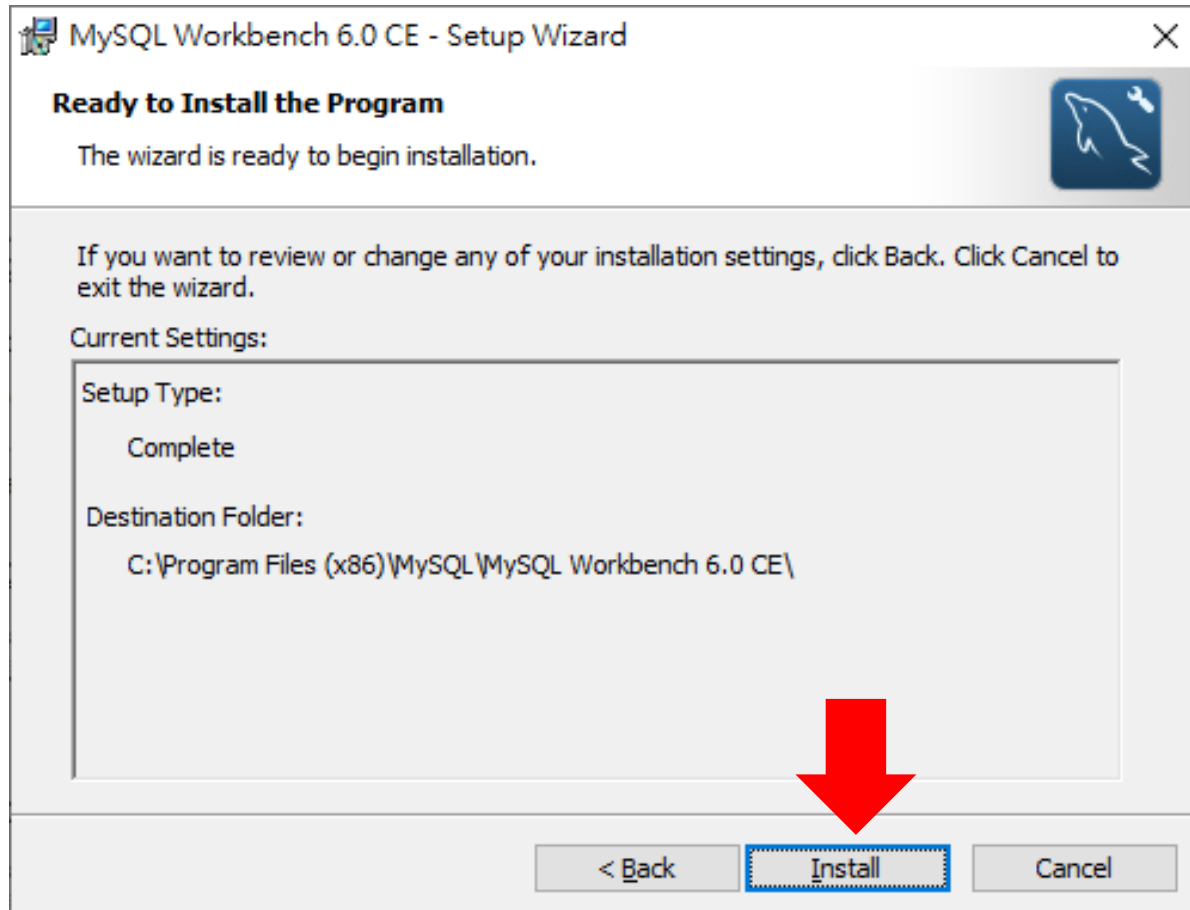 MySQL Workbench 6.0 CE - Setup Wizard
Ready to Install the Program
The wizard is ready to begin installation.
If you want to review or change any of your installation settings, click Back. Click Cancel to
exit the wizard.
Current Settings:
Setup Type:
Complete
Destination Folder:
C:\Program Files (x86)\MySQL\MySQL Workbench 6.0 CE\
< Back
Install
Cancel